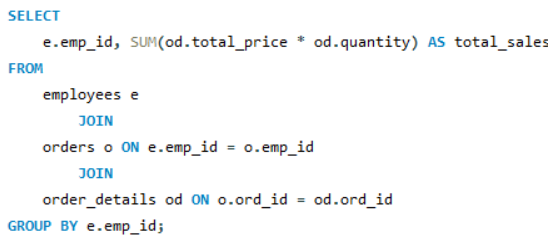 SELECT
    e.emp_id, SUM(od.total_price * od.quantity) AS total_sales
FROM
    employees e
        JOIN
    orders o ON e.emp_id = o.emp_id
        JOIN
    order_details od ON o.ord_id = od.ord_id
GROUP BY e.emp_id;